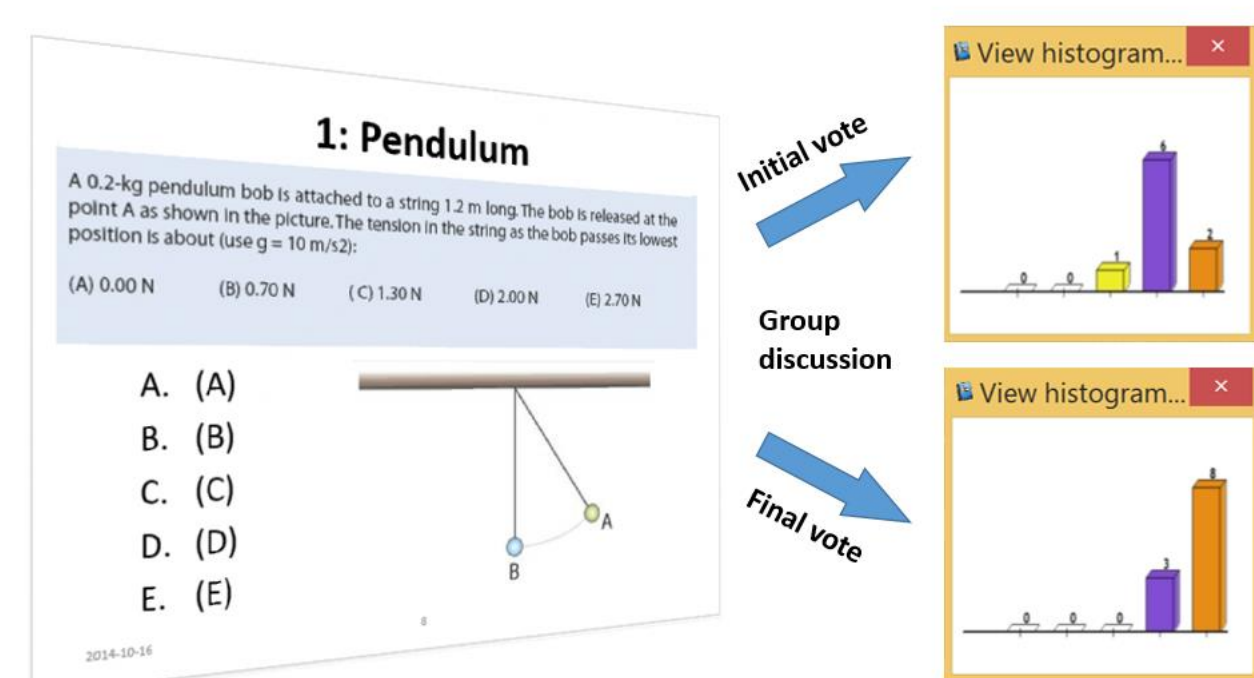 1: Pendulum
A 0.2-kg pendulum bob is attached to a string 1.2 m long. The bob is released at the
point A as shown in the picture. The tension in the string as the bob passes its lowest
position is about (use g = 10 m/s2):
(A) 0.00 N (B) 0.70 N ( C) 1.30 N (D) 2.00 N (E) 2.70 N
A. (A)
B. (B)
C. (C)
D. (D)
E. (E)
A
B
2014-10-16
8
Initial vote
Group
discussion
Final vote
View histogram...
0 0 1 6 2
View histogram...
0 0 0 3 8